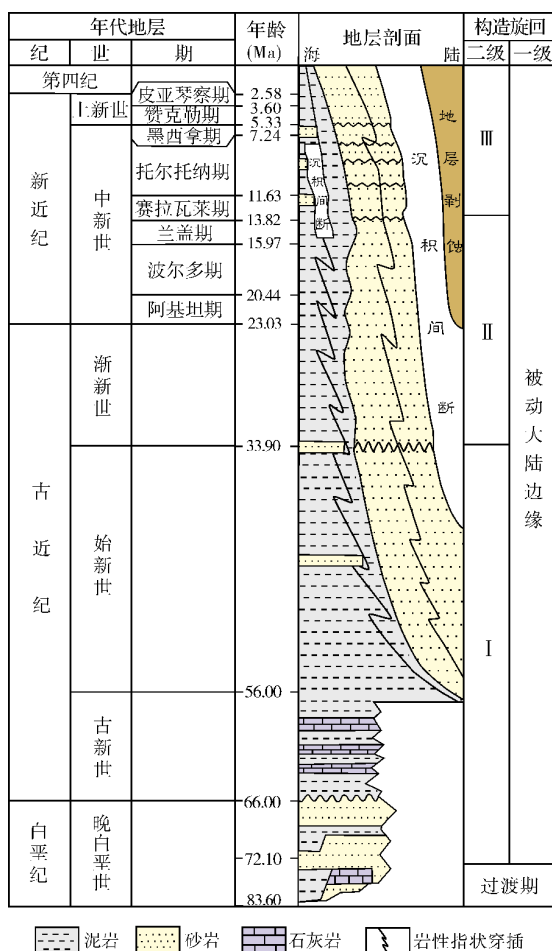 年代地层 年龄 (Ma) 地层剖面 构造旋回
纪 世 期 海 陆 二级 一级
第四纪
皮亚琴察期
2.58
上新世
赞克勒期
3.60
5.33
墨西拿期
7.24
新近纪
中新世
托尔托纳期
11.63
赛拉瓦莱期
13.82
兰盖期
15.97
波尔多期
20.44
阿基坦期
23.03
沉积间断
沉积间断
地层剥蚀
III
II
I
被动大陆边缘
古近纪
渐新世
33.90
始新世
56.00
古新世
66.00
白垩纪
晚白垩世
72.10
83.60
过渡期
泥岩 砂岩 石灰岩 岩性指状穿插